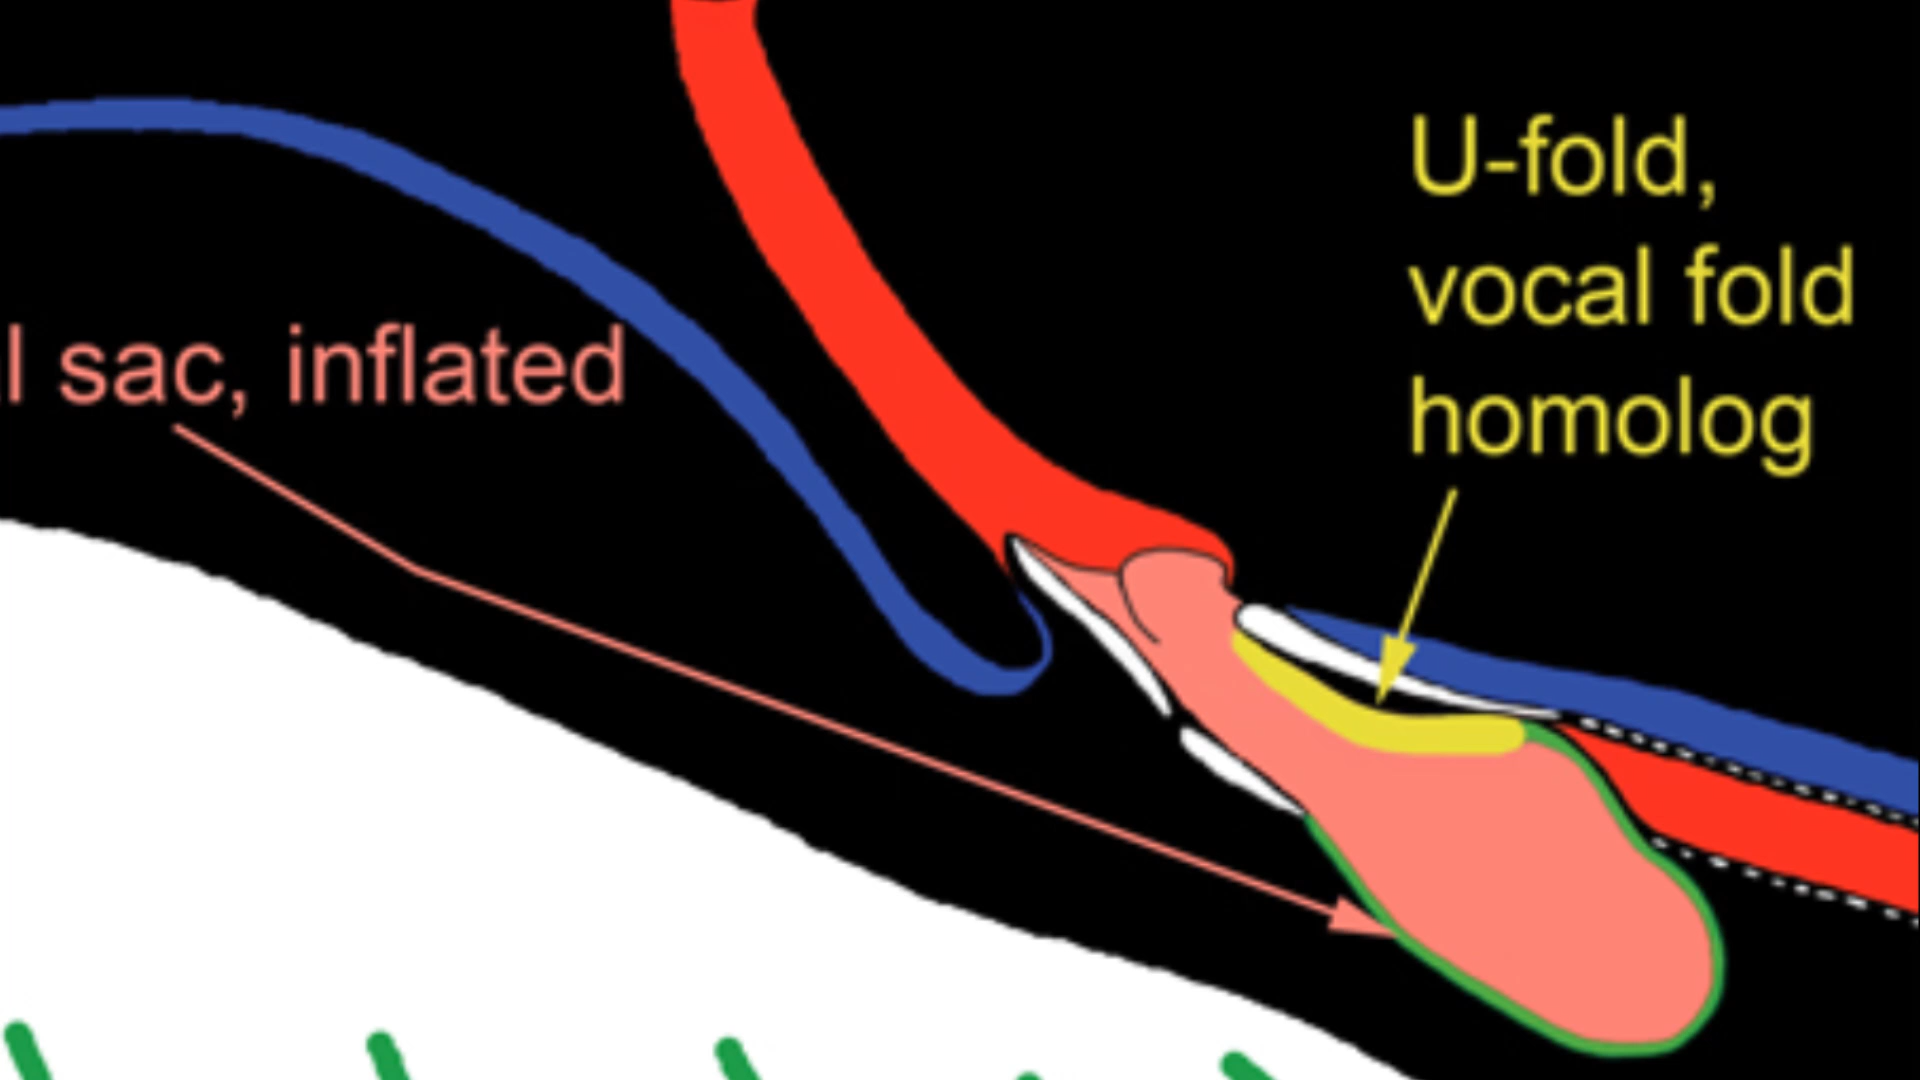 U-fold,
vocal fold
homolog
sac, inflated